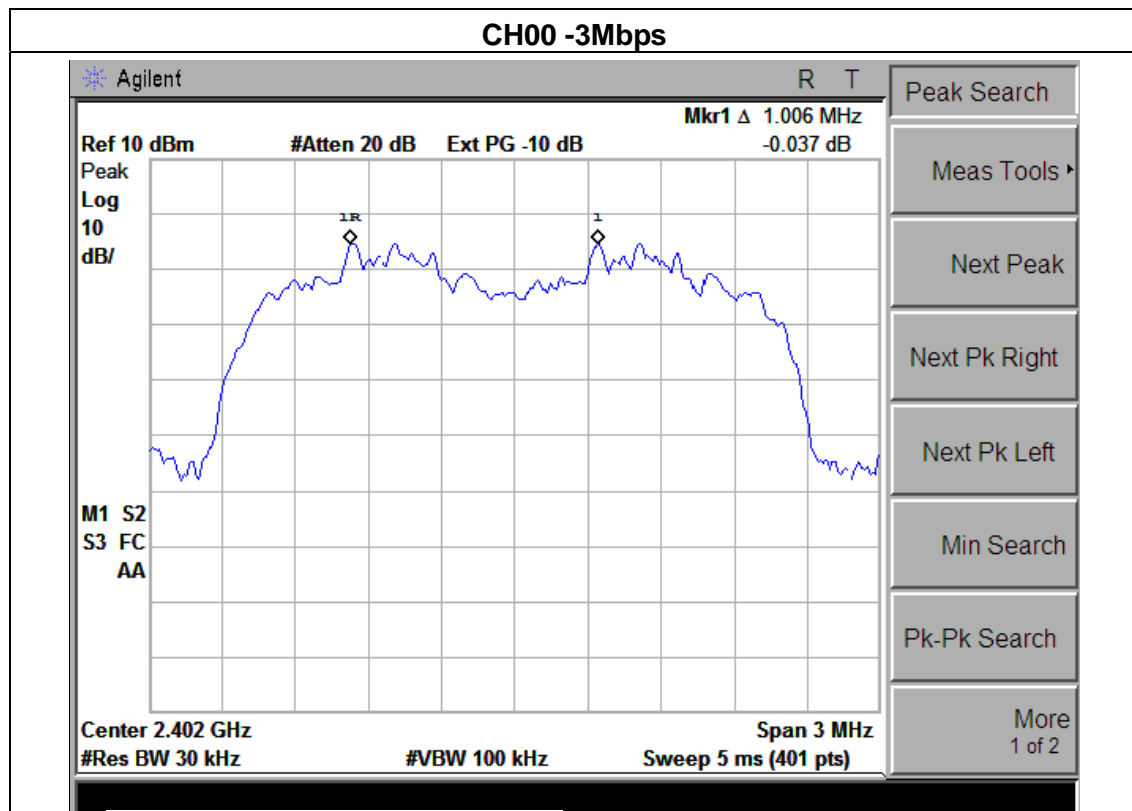 CH00 -3Mbps
Agilent R T
Mkr1 Δ 1.006 MHz
Ref 10 dBm #Atten 20 dB Ext PG -10 dB -0.037 dB
Peak
Log
10
dB/
1R 1
M1 S2
S3 FC
AA
Center 2.402 GHz Span 3 MHz
#Res BW 30 kHz #VBW 100 kHz Sweep 5 ms (401 pts)
Peak Search
Meas Tools
Next Peak
Next Pk Right
Next Pk Left
Min Search
Pk-Pk Search
More
1 of 2